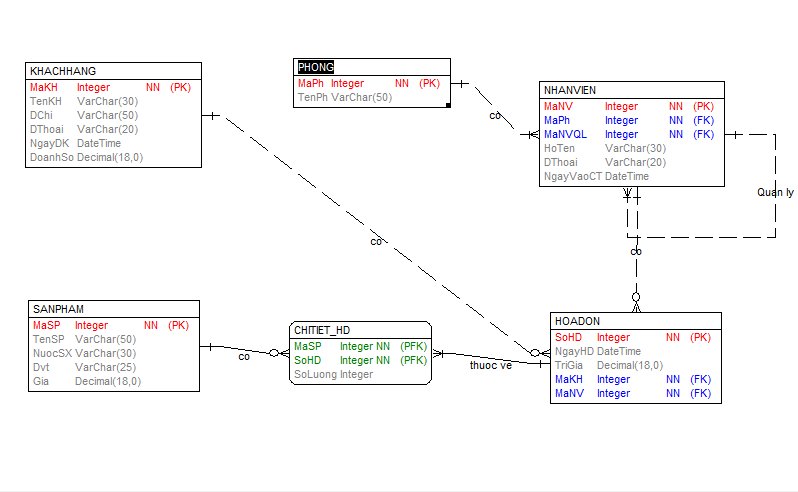 KHACHHANG
MaKH Integer NN (PK)
TenKH VarChar(30)
DChi VarChar(50)
DThoai VarChar(20)
NgayDK DateTime
DoanhSo Decimal(18,0)
PHONG
MaPh Integer NN (PK)
TenPh VarChar(50)
co
NHANVIEN
MaNV Integer NN (PK)
MaPh Integer NN (FK)
MaNVQL Integer NN (FK)
HoTen VarChar(30)
DThoai VarChar(20)
NgayVaoCT DateTime
Quan ly
co
co
SANPHAM
MaSP Integer NN (PK)
TenSP VarChar(50)
NuocSX VarChar(30)
Dvt VarChar(25)
Gia Decimal(18,0)
co
CHITIET_HD
MaSP Integer NN (PFK)
SoHD Integer NN (PFK)
SoLuong Integer
thuoc ve
HOADON
SoHD Integer NN (PK)
NgayHD DateTime
TriGia Decimal(18,0)
MaKH Integer NN (FK)
MaNV Integer NN (FK)